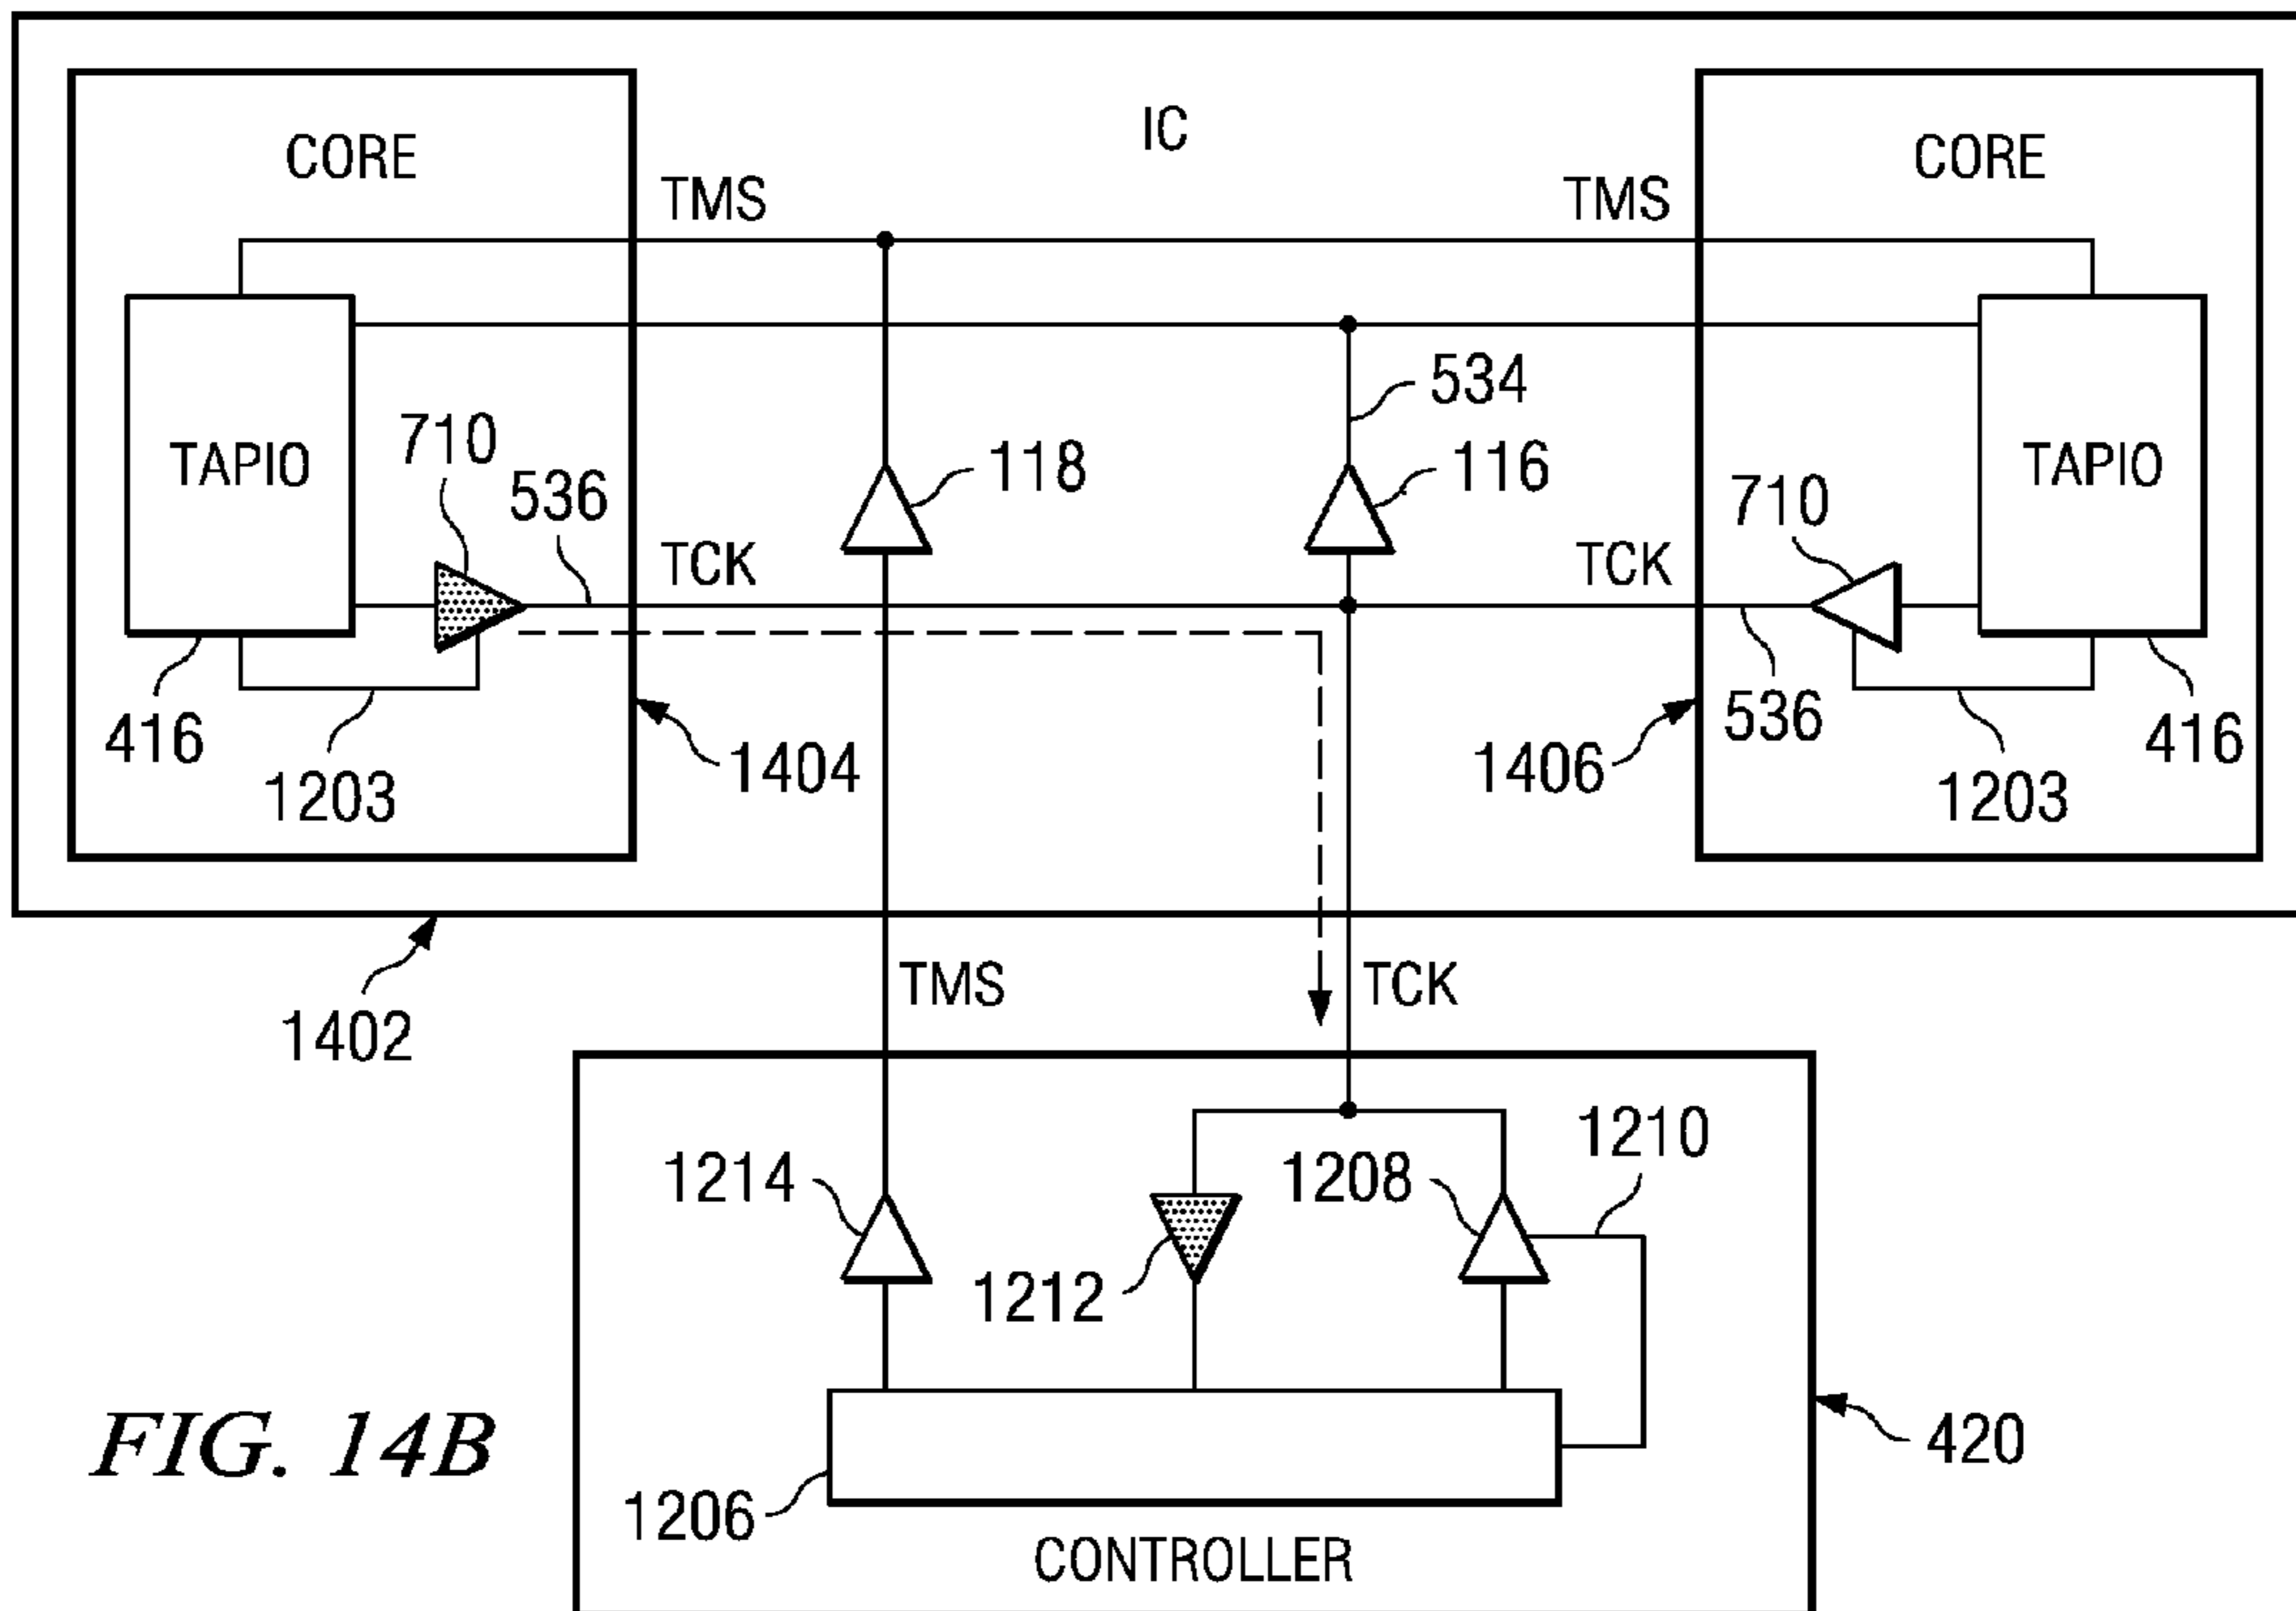 IC
CORE
CORE
TMS
TMS
534
710
118
116
TAPIO
TAPIO
536
710
TCK
TCK
416
1404
1406
536
416
1203
1203
TMS
TCK
1402
1210
1214
1208
1212
FIG. 14B
420
1206
CONTROLLER